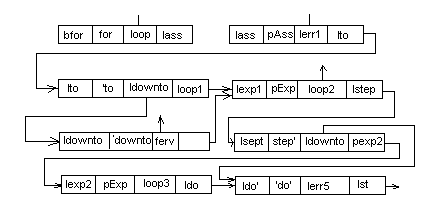 bfor for loop lass lass pAss lerr1 lto
lto 'to ldownto loop1 lexp1 pExp loop2 lstep
ldownto 'downto ferv lsept step' ldownto pexp2
lexp2 pExp loop3 ldo ldo' 'do' lerr5 lst